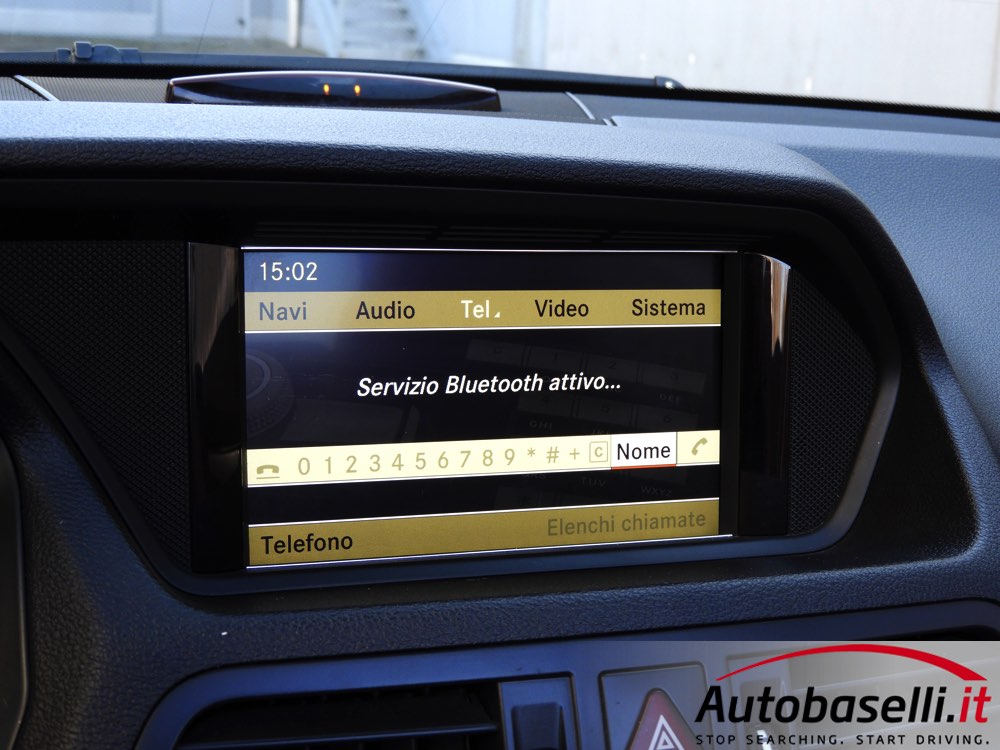 15:02
Navi Audio Tel Video Sistema
Servizio Bluetooth attivo...
0 1 2 3 4 5 6 7 8 9 * # + C Nome
Elenchi chiamate
Telefono
Autobaselli.it
STOP SEARCHING. START DRIVING.